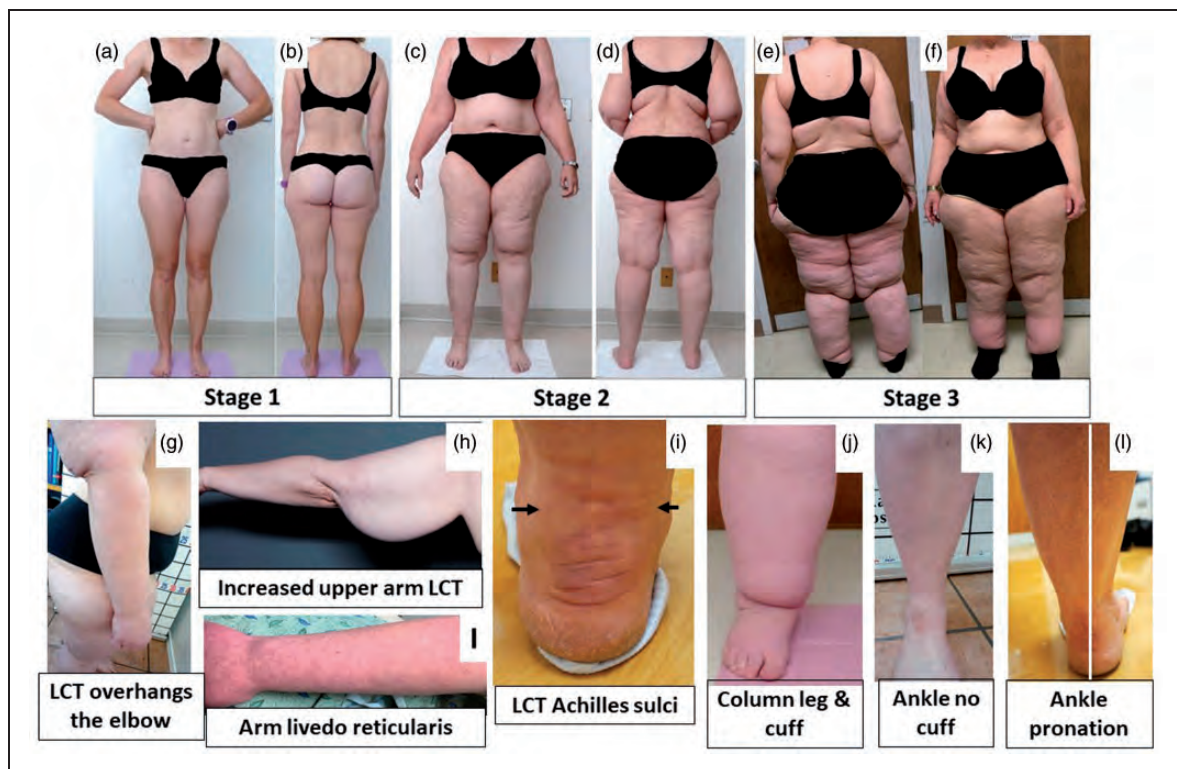 (a)
(b)
(c)
(d)
(e)
(f)
Stage 1
Stage 2
Stage 3
(g)
LCT overhangs
the elbow
(h)
Increased upper arm LCT
I
Arm livedo reticularis
(i)
LCT Achilles sulci
(j)
Column leg &
cuff
(k)
Ankle no
cuff
(l)
Ankle
pronation